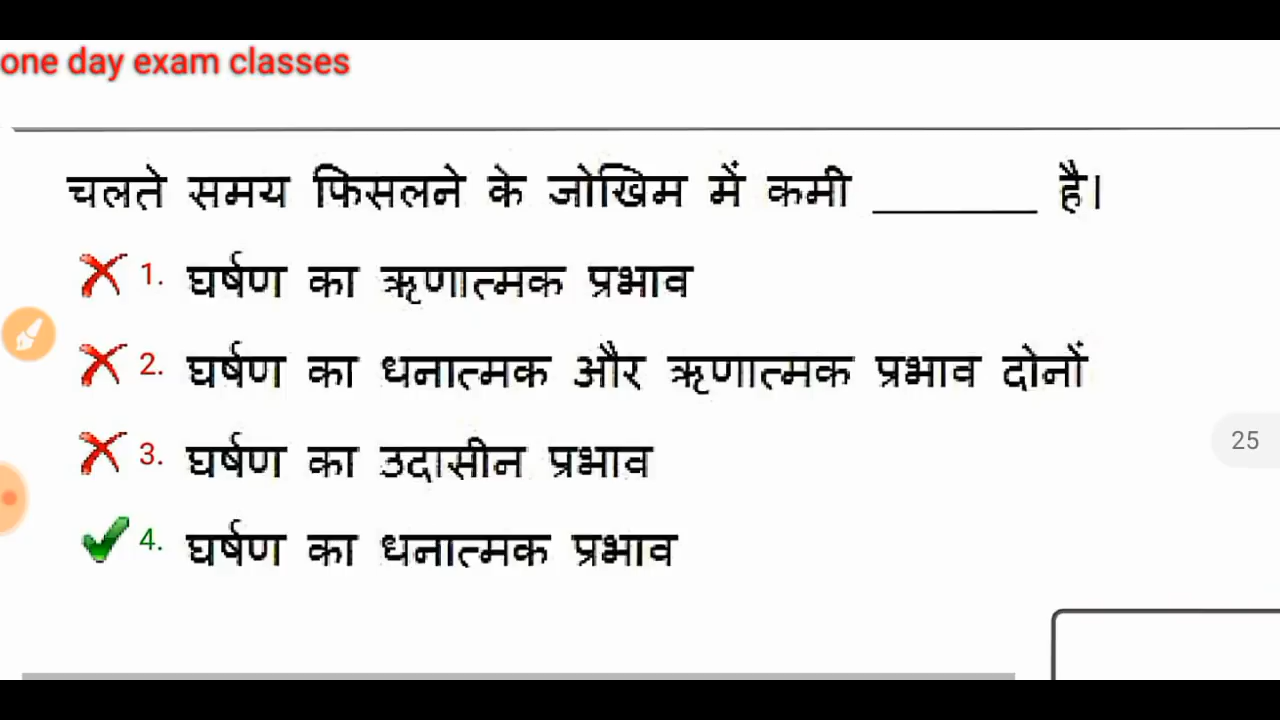 one day exam classes
चलते समय फिसलने के जोखिम में कमी ________ है।
1. घर्षण का ऋणात्मक प्रभाव
2. घर्षण का धनात्मक और ऋणात्मक प्रभाव दोनों
3. घर्षण का उदासीन प्रभाव
25
4. घर्षण का धनात्मक प्रभाव